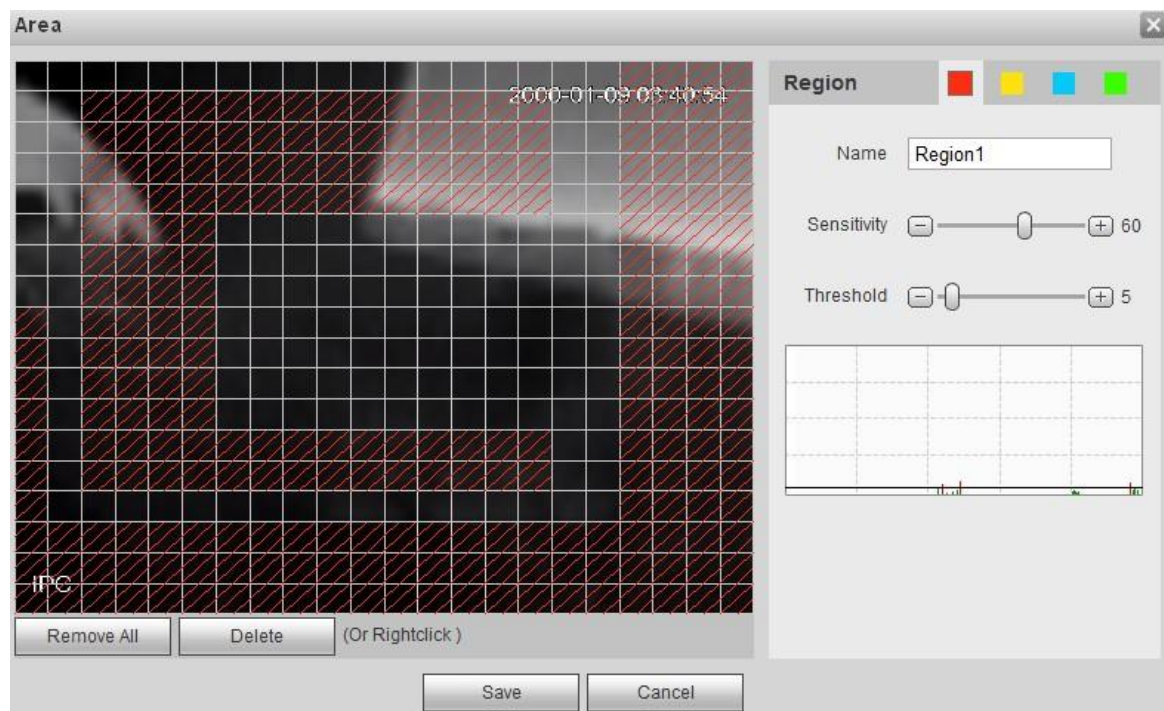 Area
2000-01-09 03:40:54
IPC
Remove All
Delete
(Or Rightclick )
Region
Name
Region1
Sensitivity
60
Threshold
5
Save
Cancel